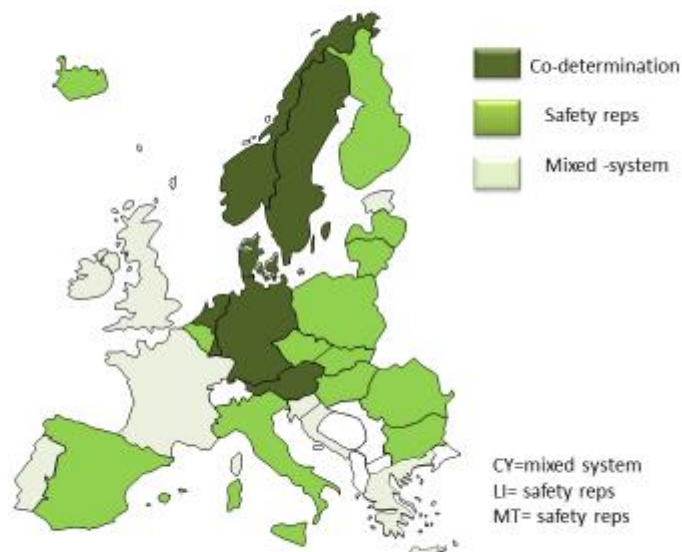 Co-determination
Safety reps
Mixed -system
CY=mixed system
LI= safety reps
MT= safety reps